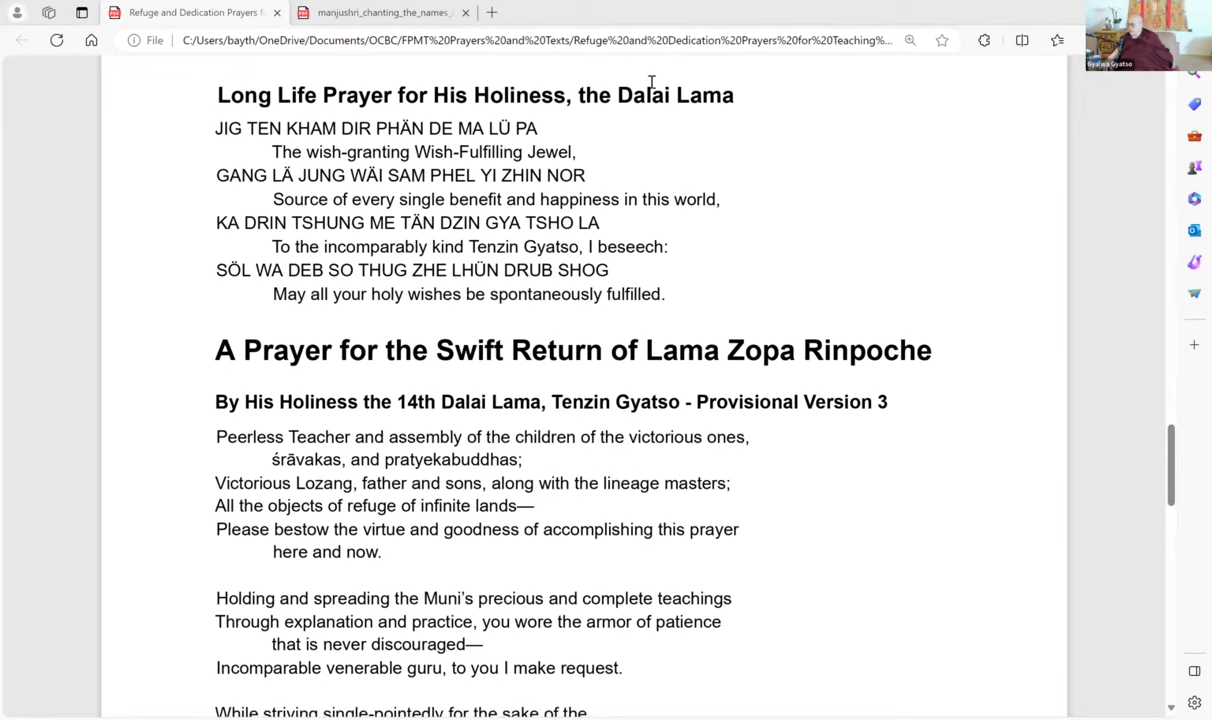 Refuge and Dedication Prayers f
manjushri_chanting_the_names_
File
C:/Users/bayth/OneDrive/Documents/OCBC/FPMT%20Prayers%20and%20Texts/Refuge%20and%20Dedication%20Prayers%20for%20Teaching%...
Gyalwa Gyatso
Long Life Prayer for His Holiness, the Dalai Lama
JIG TEN KHAM DIR PHÄN DE MA LÜ PA
The wish-granting Wish-Fulfilling Jewel,
GANG LÄ JUNG WÄI SAM PHEL YI ZHIN NOR
Source of every single benefit and happiness in this world,
KA DRIN TSHUNG ME TÄN DZIN GYA TSHO LA
To the incomparably kind Tenzin Gyatso, I beseech:
SÖL WA DEB SO THUG ZHE LHÜN DRUB SHOG
May all your holy wishes be spontaneously fulfilled.
A Prayer for the Swift Return of Lama Zopa Rinpoche
By His Holiness the 14th Dalai Lama, Tenzin Gyatso - Provisional Version 3
Peerless Teacher and assembly of the children of the victorious ones,
śrāvakas, and pratyekabuddhas;
Victorious Lozang, father and sons, along with the lineage masters;
All the objects of refuge of infinite lands—
Please bestow the virtue and goodness of accomplishing this prayer
here and now.
Holding and spreading the Muni's precious and complete teachings
Through explanation and practice, you wore the armor of patience
that is never discouraged—
Incomparable venerable guru, to you I make request.
While striving single-pointedly for the sake of the